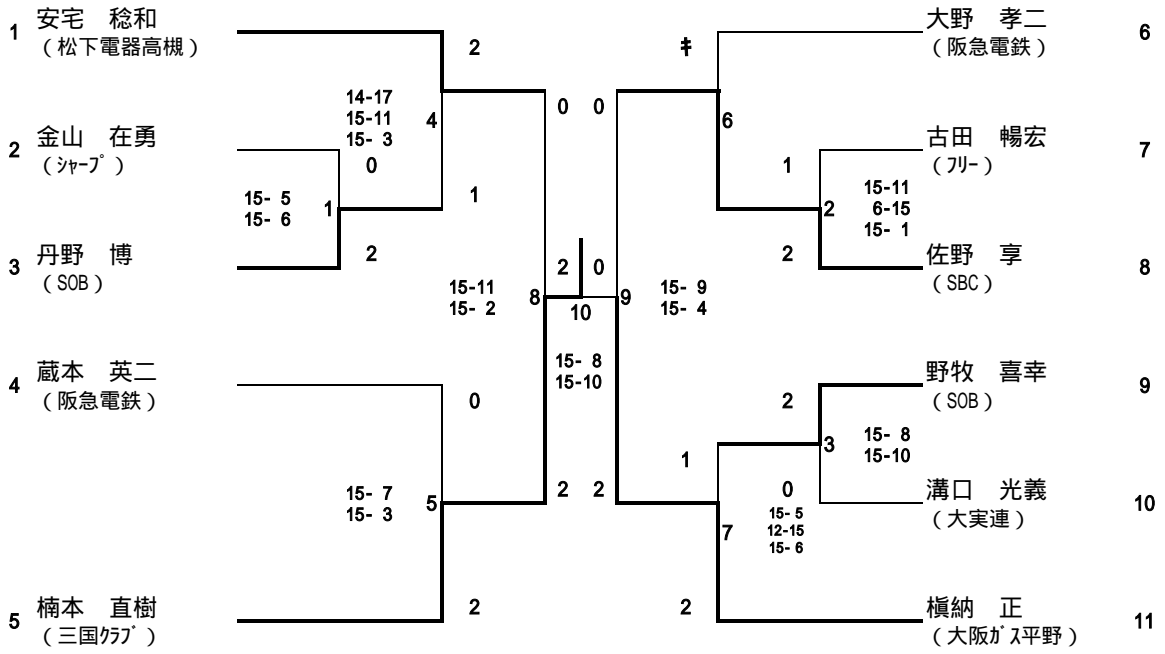 1 安宅 稔和
(松下電器高槻)
2
14-17
15-11
15- 3
4
2 金山 在勇
(シャープ)
0
15- 5
15- 6
1
1
3 丹野 博
(SOB)
2
15-11
15- 2
8
4 蔵本 英二
(阪急電鉄)
0
15- 7
15- 3
5
5 楠本 直樹
(三国クラブ)
2
0 0
2 0
10
15- 8
15-10
2 2
キ
大野 孝二 6
(阪急電鉄)
6
古田 暢宏 7
(フリー)
1
15-11
6-15
15- 1
2
佐野 享 8
(SBC)
2
9
15- 9
15- 4
野牧 喜幸 9
(SOB)
2
3
15- 8
15-10
1
溝口 光義 10
(大実連)
0
15- 5
12-15
15- 6
7
槇納 正 11
(大阪ガス平野)
2